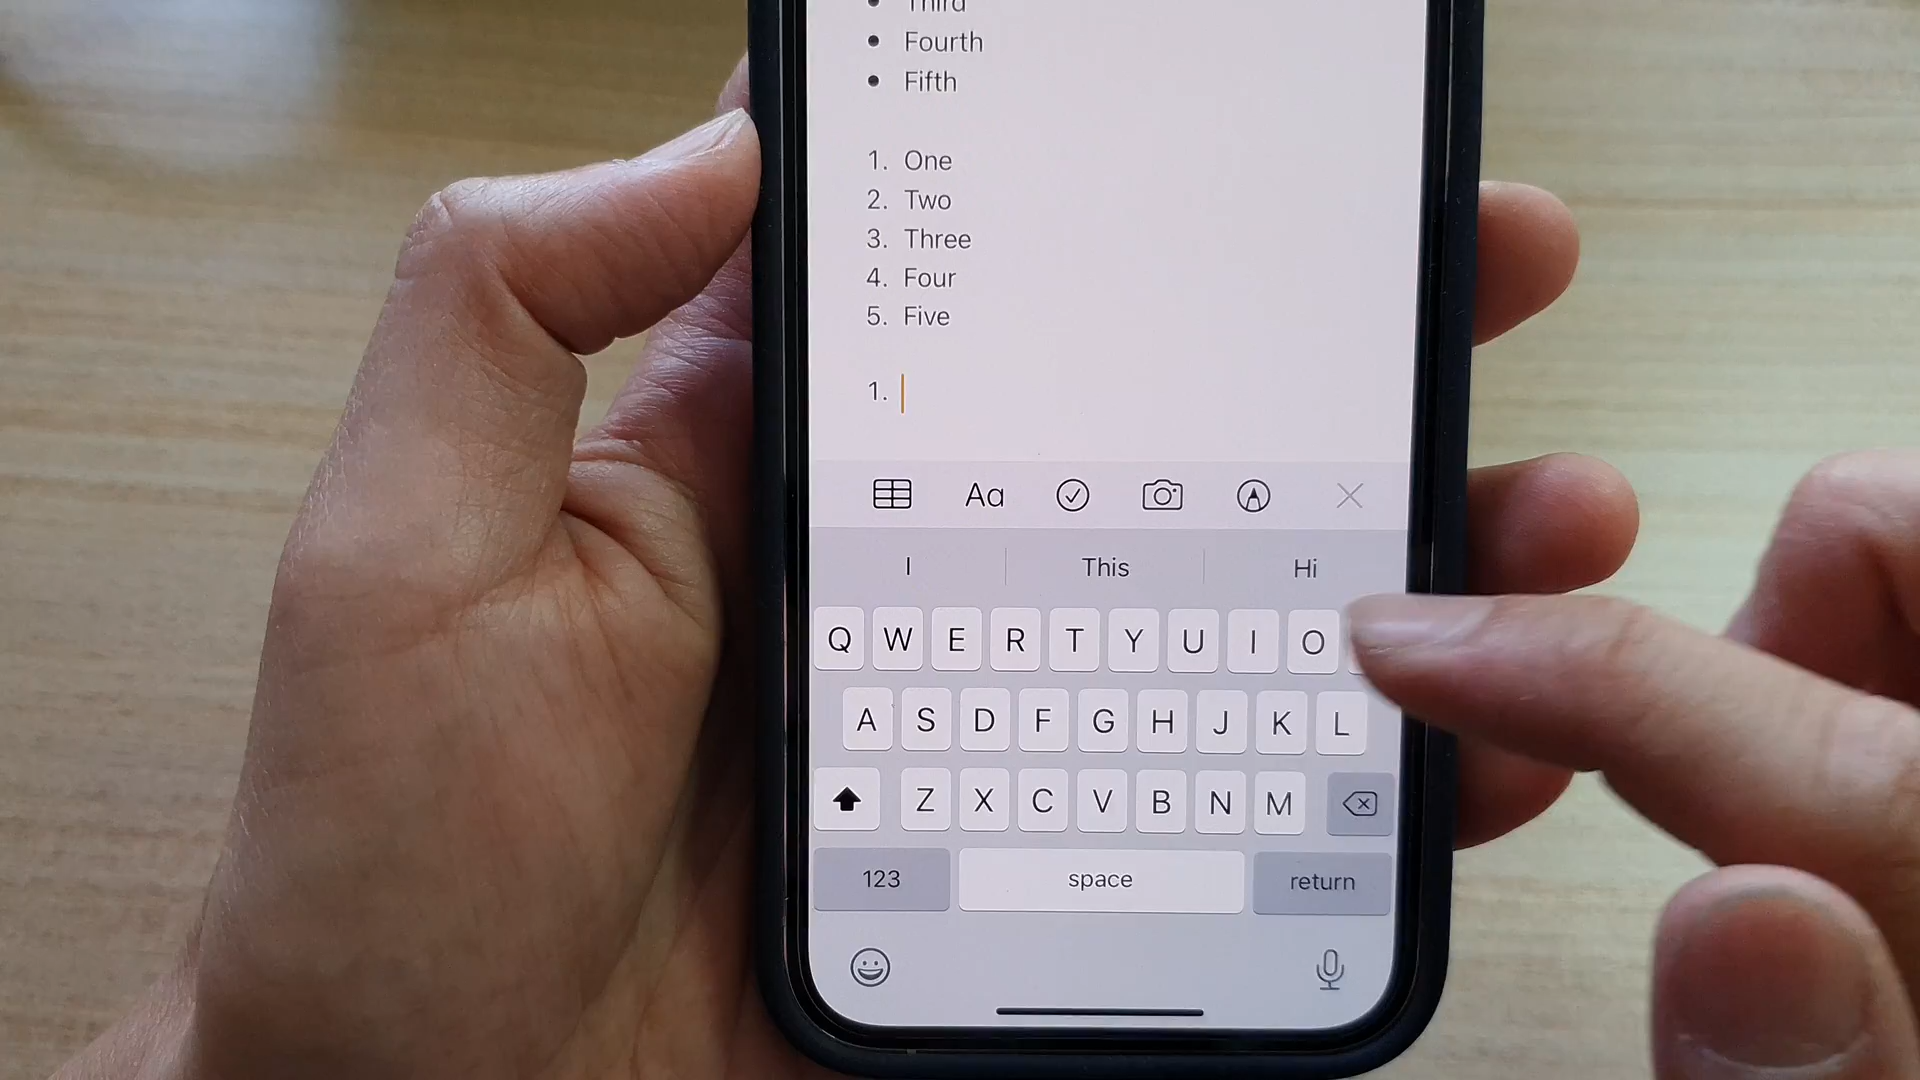 Third
Fourth
Fifth
1. One
2. Two
3. Three
4. Four
5. Five
1.
Aa
I This Hi
Q W E R T Y U I O
A S D F G H J K L
Z X C V B N M
123 space return